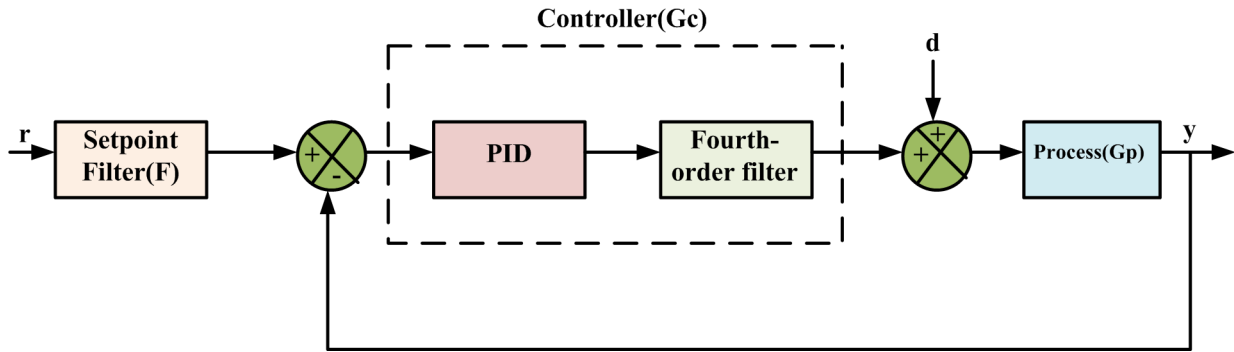 Controller(Gc)
d
r
Setpoint
Filter(F)
+
-
PID
Fourth-
order filter
+
+
Process(Gp)
y